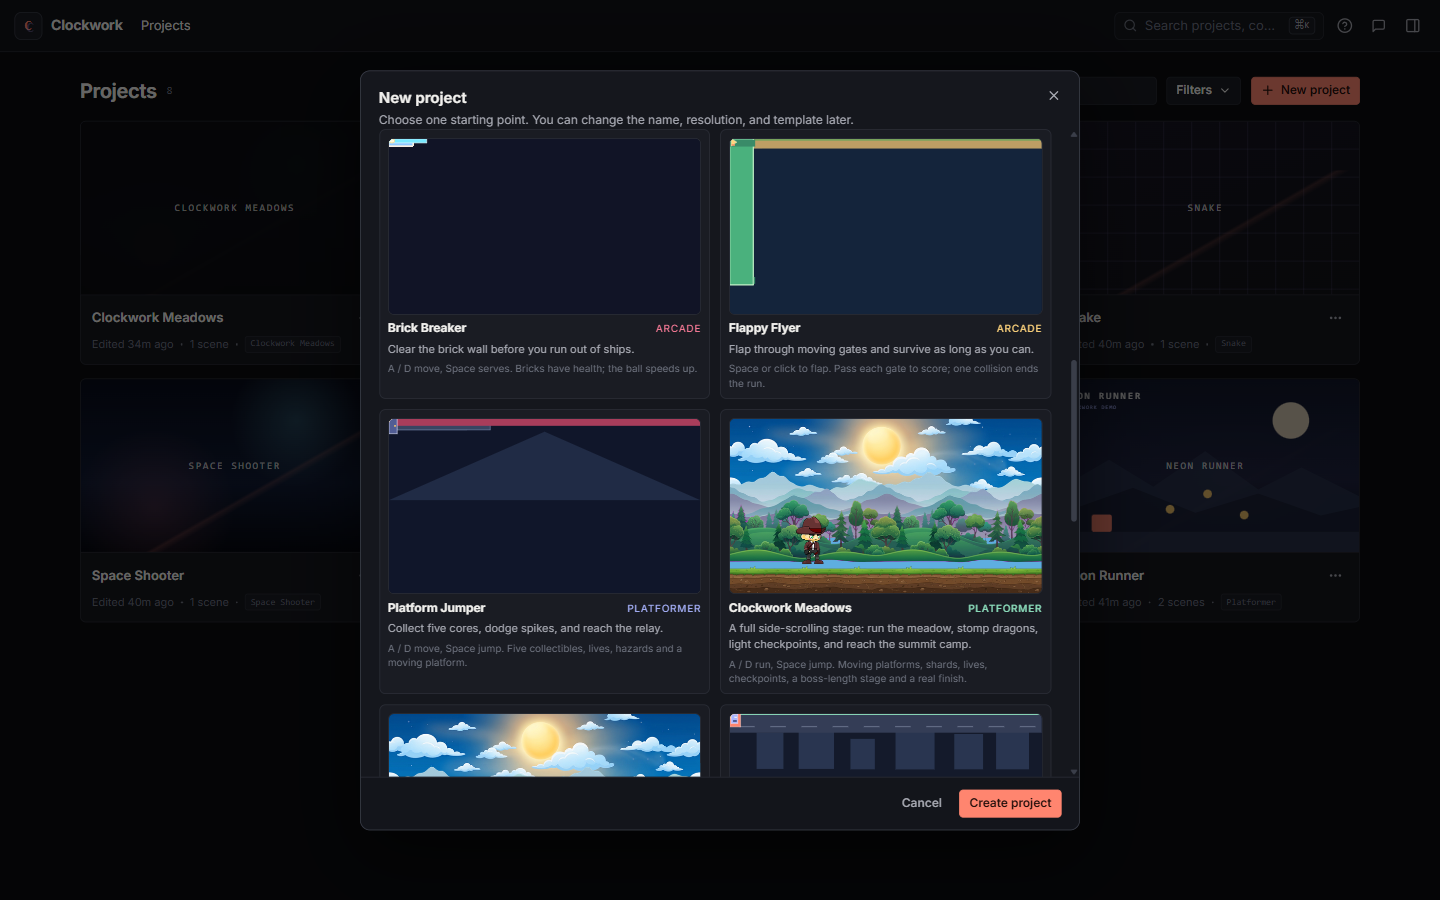 Clockwork
Projects
Search projects, co...
⌘K
Projects
8
Filters
New project
New project
Choose one starting point. You can change the name, resolution, and template later.
CLOCKWORK MEADOWS
Clockwork Meadows
Edited 34m ago • 1 scene • Clockwork Meadows
SNAKE
ake
ed 40m ago • 1 scene • Snake
SPACE SHOOTER
Space Shooter
Edited 40m ago • 1 scene • Space Shooter
ON RUNNER
WORK DEMO
NEON RUNNER
on Runner
ed 41m ago • 2 scenes • Platformer
Brick Breaker
ARCADE
Clear the brick wall before you run out of ships.
A / D move, Space serves. Bricks have health; the ball speeds up.
Flappy Flyer
ARCADE
Flap through moving gates and survive as long as you can.
Space or click to flap. Pass each gate to score; one collision ends
the run.
Platform Jumper
PLATFORMER
Collect five cores, dodge spikes, and reach the relay.
A / D move, Space jump. Five collectibles, lives, hazards and a
moving platform.
Clockwork Meadows
PLATFORMER
A full side-scrolling stage: run the meadow, stomp dragons,
light checkpoints, and reach the summit camp.
A / D run, Space jump. Moving platforms, shards, lives,
checkpoints, a boss-length stage and a real finish.
Cancel
Create project